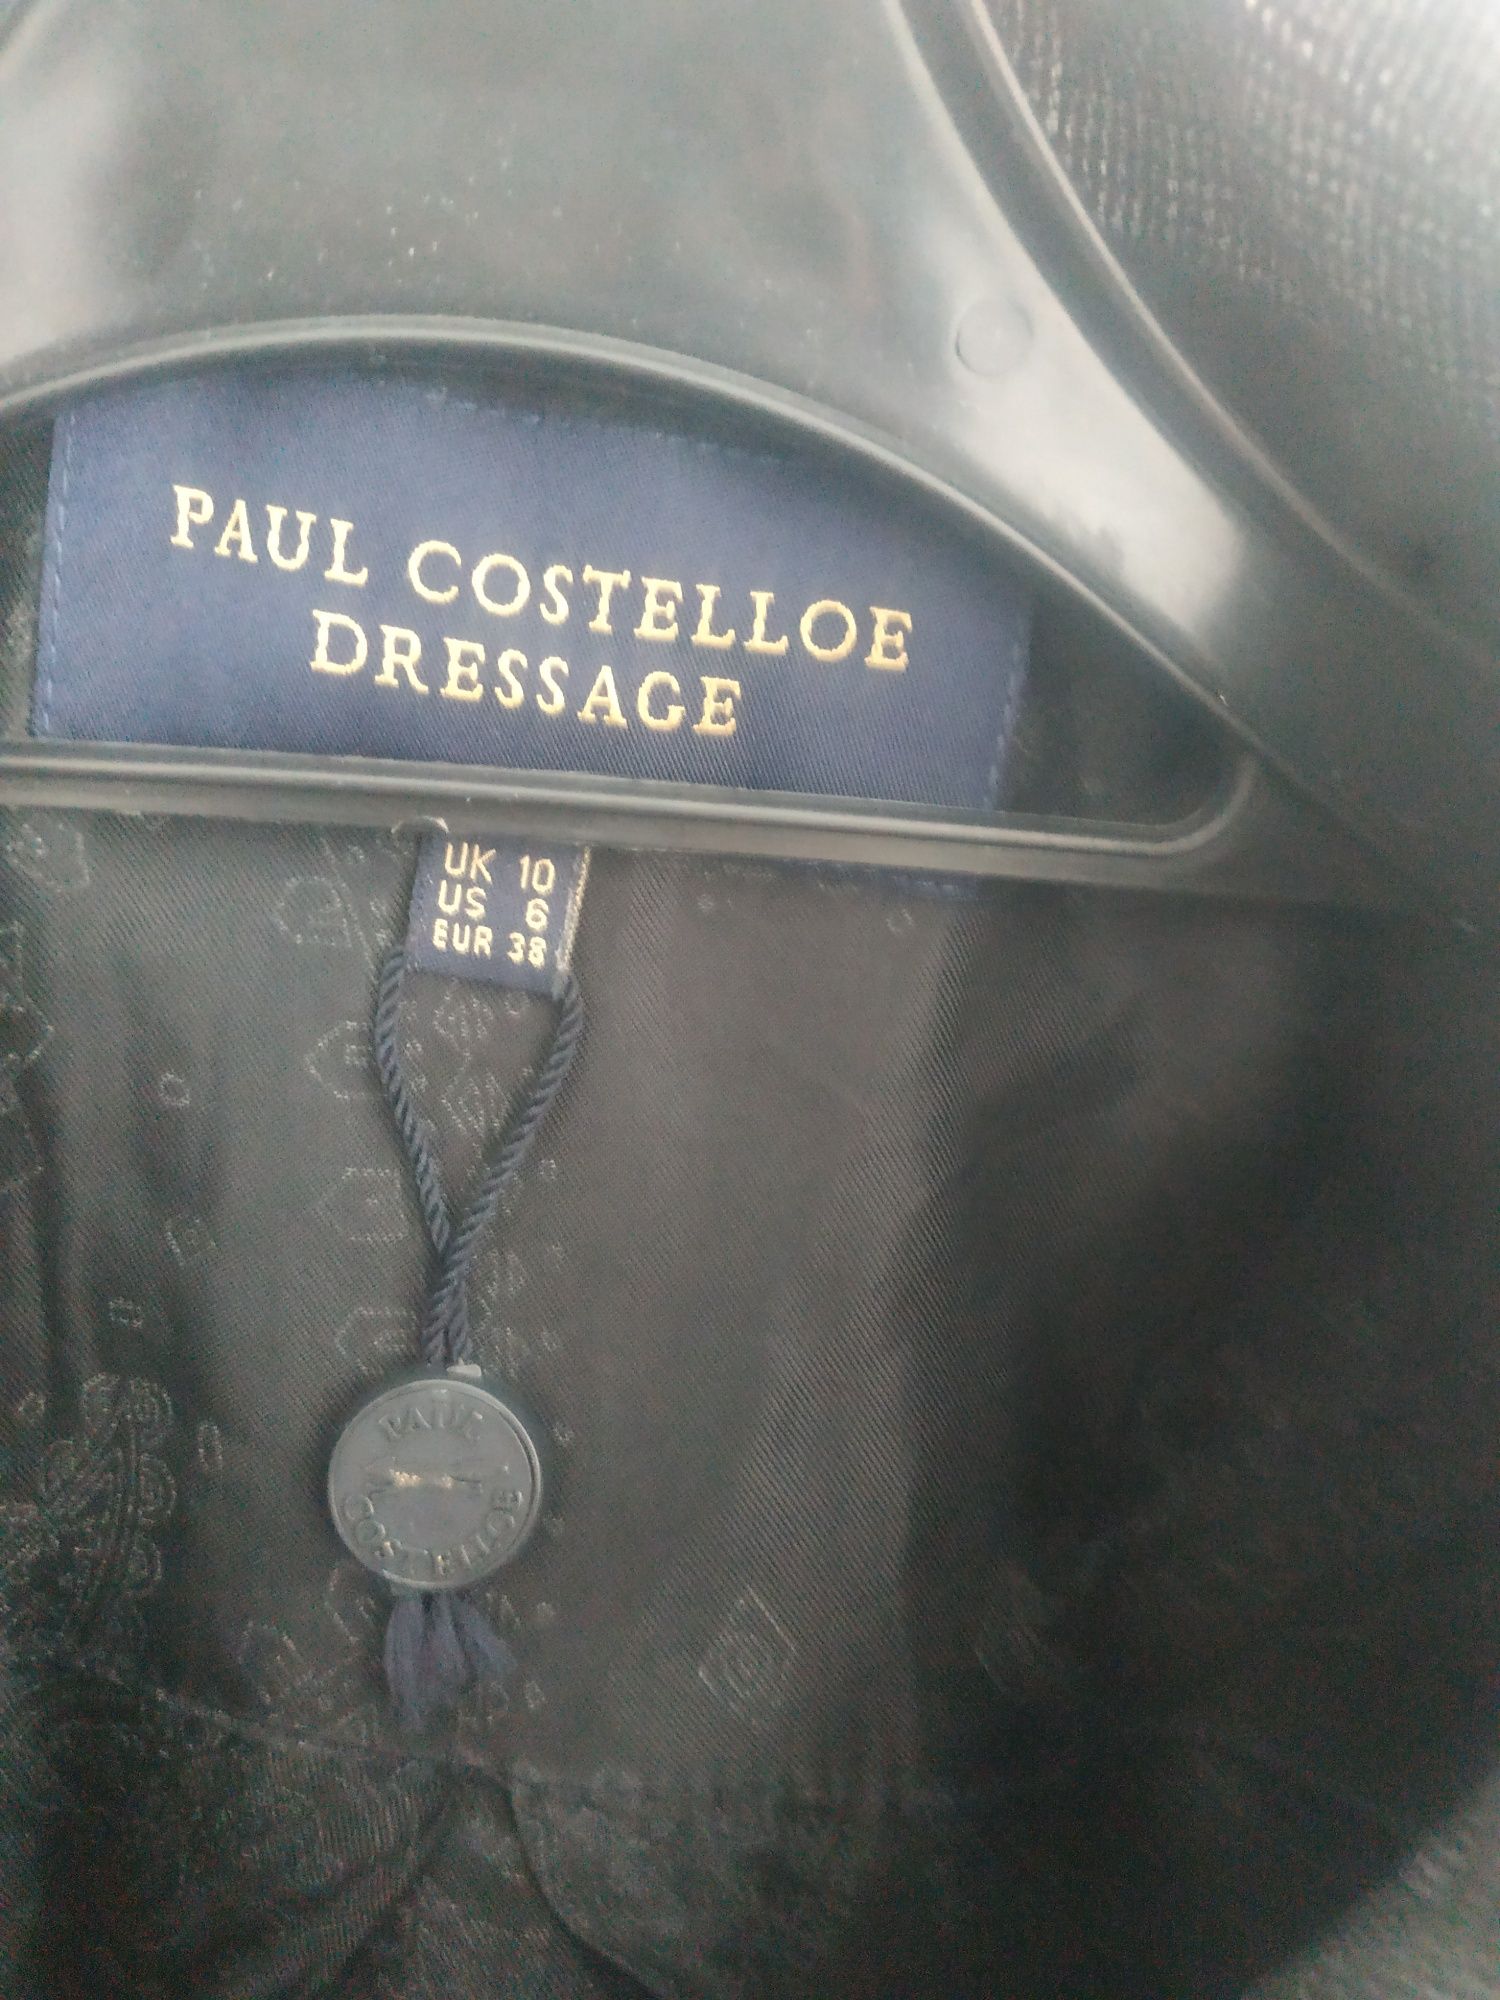 PAUL COSTELLOE
DRESSAGE
UK 10
US 6
EUR 38
PAUL
COSTELLOE